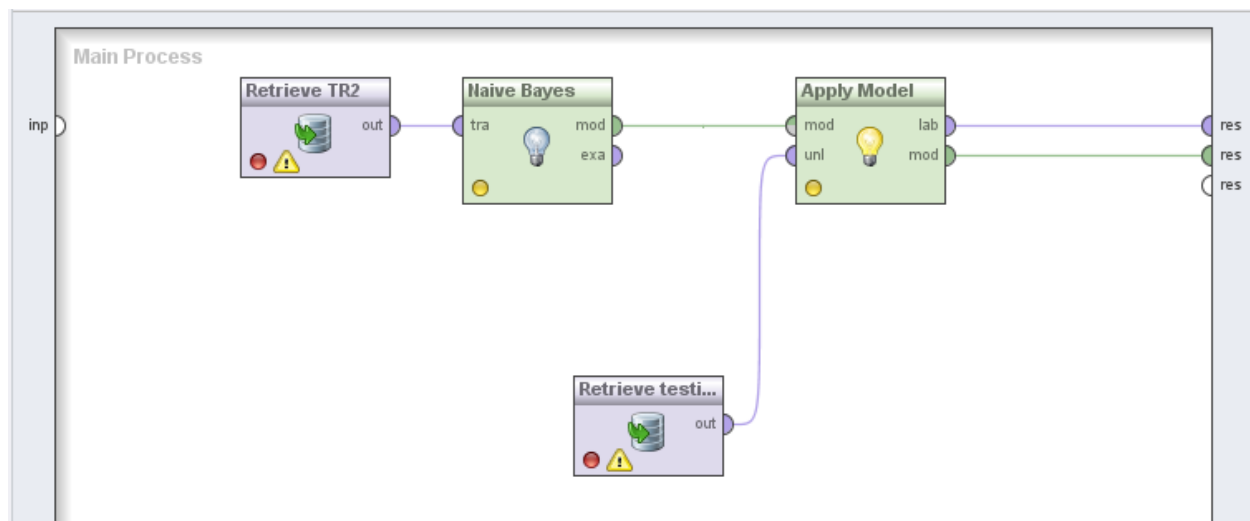 Main Process
Retrieve TR2
out
Naive Bayes
tra
mod
exa
Apply Model
mod
lab
unl
mod
inp
res
res
res
Retrieve testi...
out